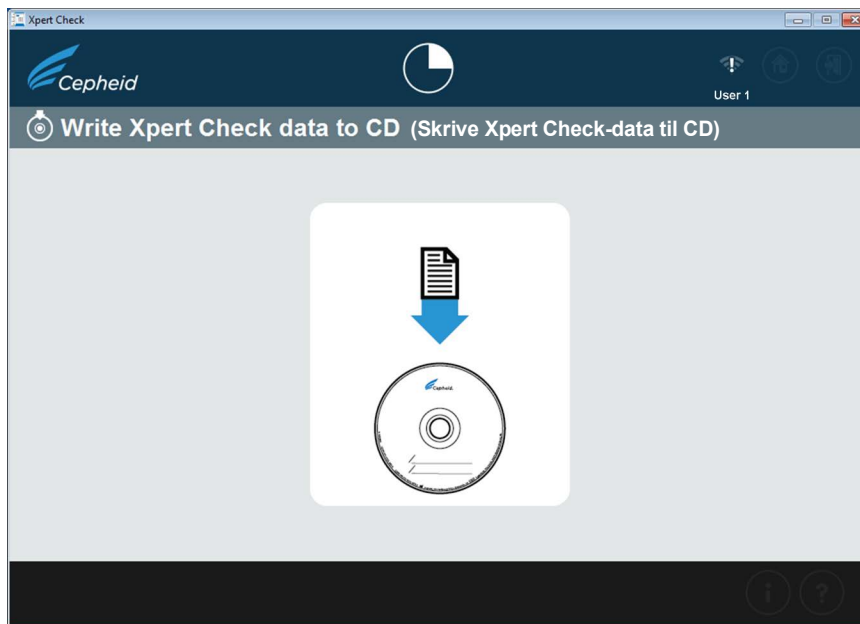 Xpert Check
Cepheid
User 1
Write Xpert Check data to CD (Skrive Xpert Check-data til CD)
Cepheid.
i ?